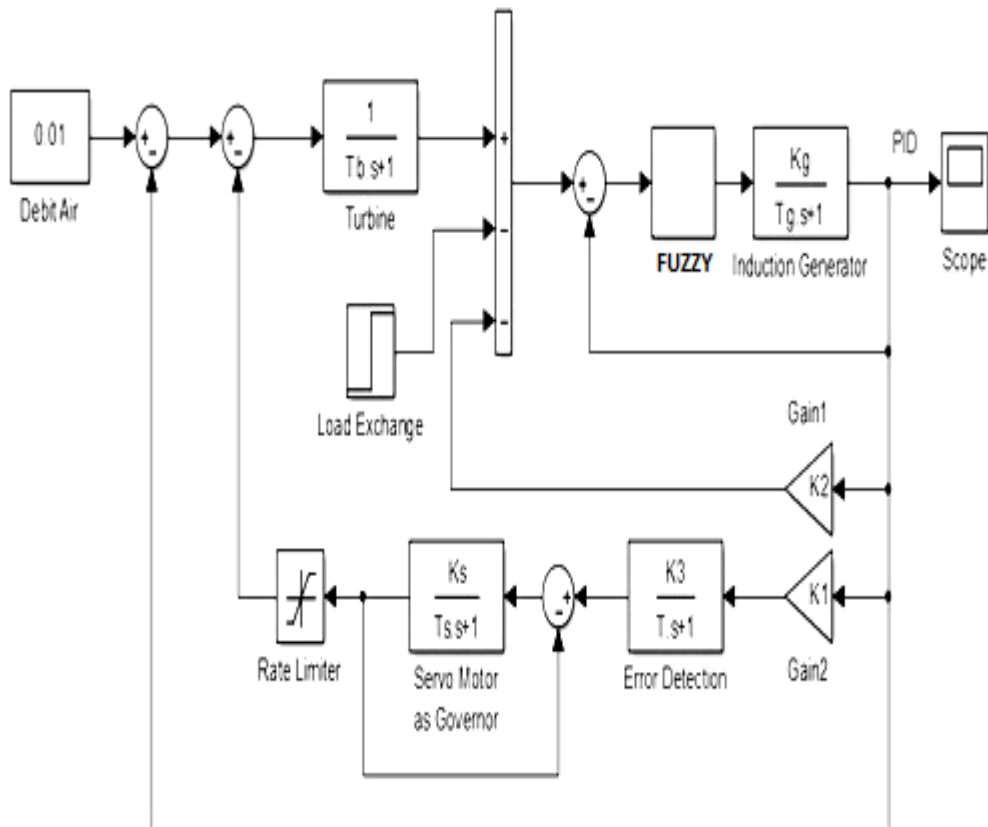 0.01
Debit Air
+
−
+
−
1
Tb.s+1
Turbine
+
−
−
Load Exchange
+
−
FUZZY
Kg
Tg.s+1
Induction Generator
PID
Scope
Gain1
K2
K1
Gain2
K3
T.s+1
Error Detection
+
−
Ks
Ts.s+1
Servo Motor
as Governor
Rate Limiter